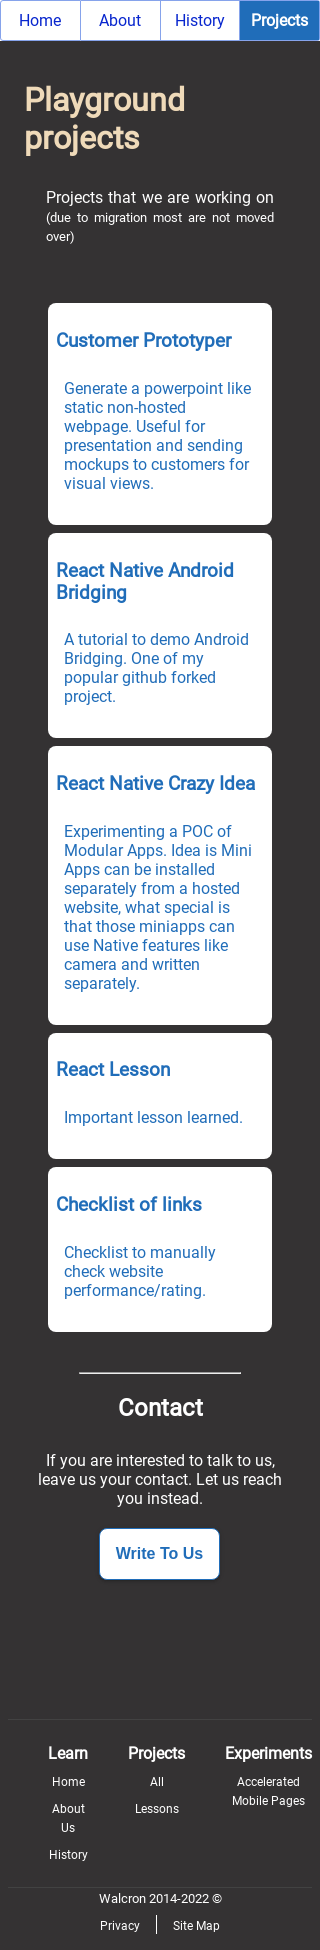 Home About History Projects
Playground
projects
Projects that we are working on
(due to migration most are not moved
over)
Customer Prototyper
Generate a powerpoint like
static non-hosted
webpage. Useful for
presentation and sending
mockups to customers for
visual views.
React Native Android
Bridging
A tutorial to demo Android
Bridging. One of my
popular github forked
project.
React Native Crazy Idea
Experimenting a POC of
Modular Apps. Idea is Mini
Apps can be installed
separately from a hosted
website, what special is
that those miniapps can
use Native features like
camera and written
separately.
React Lesson
Important lesson learned.
Checklist of links
Checklist to manually
check website
performance/rating.
Contact
If you are interested to talk to us,
leave us your contact. Let us reach
you instead.
Write To Us
Learn
Home
About
Us
History
Projects
All
Lessons
Experiments
Accelerated
Mobile Pages
Walcron 2014-2022 ©
Privacy Site Map